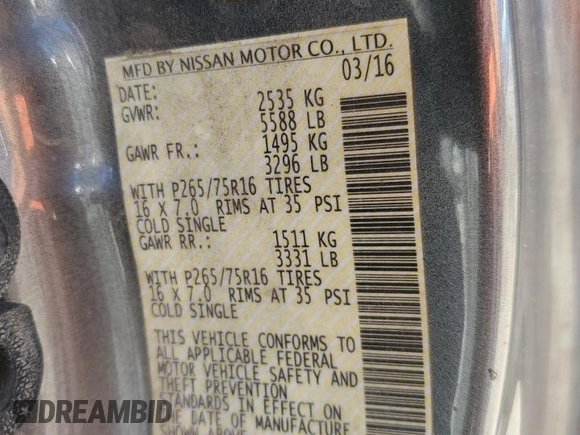 MFD BY NISSAN MOTOR CO., LTD.
DATE: 03/16
GVWR: 2535 KG
5588 LB
GAWR FR.: 1495 KG
3296 LB
WITH P265/75R16 TIRES
16 X 7.0 RIMS AT 35 PSI
COLD SINGLE
GAWR RR.: 1511 KG
3331 LB
WITH P265/75R16 TIRES
16 X 7.0 RIMS AT 35 PSI
COLD SINGLE
THIS VEHICLE CONFORMS TO
ALL APPLICABLE FEDERAL
MOTOR VEHICLE SAFETY AND
THEFT PREVENTION
STANDARDS IN EFFECT ON
DATE OF MANUFACTURE
SHOWN ABOVE
DREAMBID